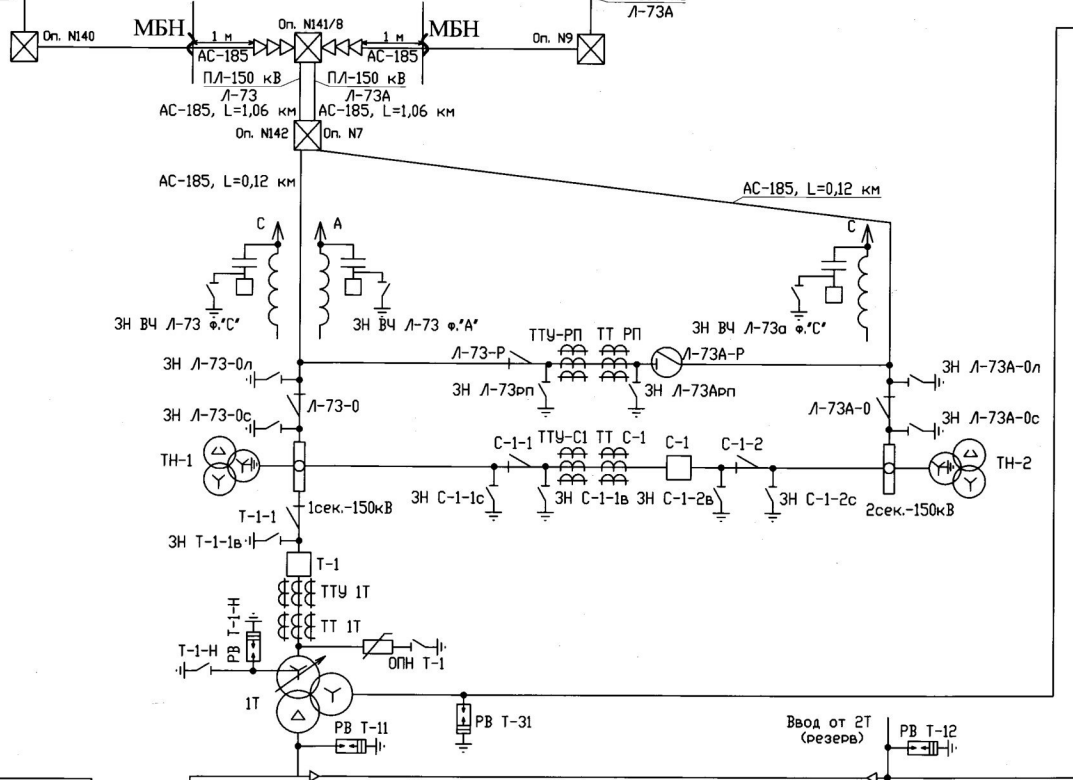 Л-73А
Оп. N140
МБН
1 м
Оп. N141/8
1 м
МБН
Оп. N9
АС-185
АС-185
ПЛ-150 кВ
Л-73
ПЛ-150 кВ
Л-73А
АС-185, L=1,06 км
АС-185, L=1,06 км
Оп. N142
Оп. N7
АС-185, L=0,12 км
АС-185, L=0,12 км
С
А
С
ЗН ВЧ Л-73 ф."С"
ЗН ВЧ Л-73 ф."А"
ЗН ВЧ Л-73а ф."С"
ТТУ-РП
ТТ РП
Л-73-Р
Л-73А-Р
ЗН Л-73-0л
ЗН Л-73рп
ЗН Л-73Арп
ЗН Л-73А-0л
Л-73-0
Л-73А-0
ЗН Л-73-0с
ЗН Л-73А-0с
С-1-1
ТТУ-С1
ТТ С-1
С-1
С-1-2
ТН-1
ТН-2
ЗН С-1-1с
ЗН С-1-1в
ЗН С-1-2в
ЗН С-1-2с
1сек.-150кВ
2сек.-150кВ
Т-1-1
ЗН Т-1-1в
Т-1
ТТУ 1Т
ТТ 1Т
РВ Т-1-Н
Т-1-Н
ОПН Т-1
1Т
РВ Т-11
РВ Т-31
Ввод от 2Т
(резерв)
РВ Т-12